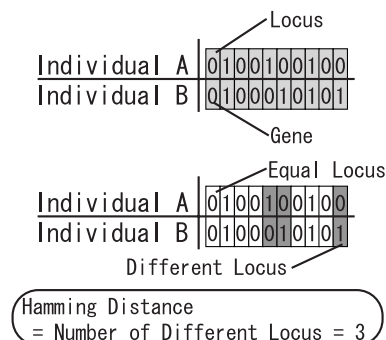 Locus
Individual A 0100100100
Individual B 0100010101
Gene
Equal Locus
Individual A 0100100100
Individual B 0100010101
Different Locus
Hamming Distance
= Number of Different Locus = 3